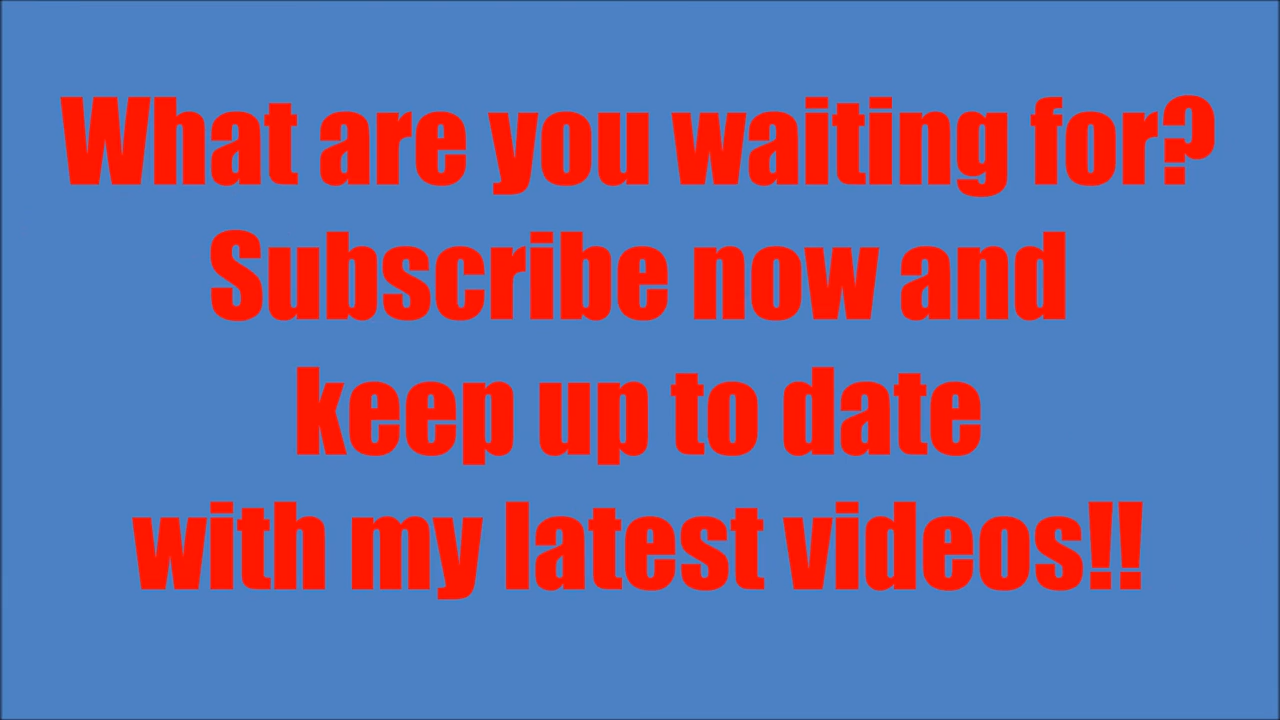 What are you waiting for?
Subscribe now and
keep up to date
with my latest videos!!